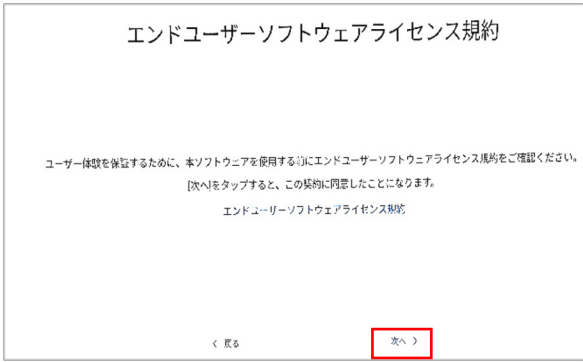 エンドユーザーソフトウェアライセンス規約
ユーザー体験を保証するために、本ソフトウェアを使用する前にエンドユーザーソフトウェアライセンス規約をご確認ください。
[次へ]をタップすると、この契約に同意したことになります。
エンドユーザーソフトウェアライセンス規約
< 戻る
次へ >